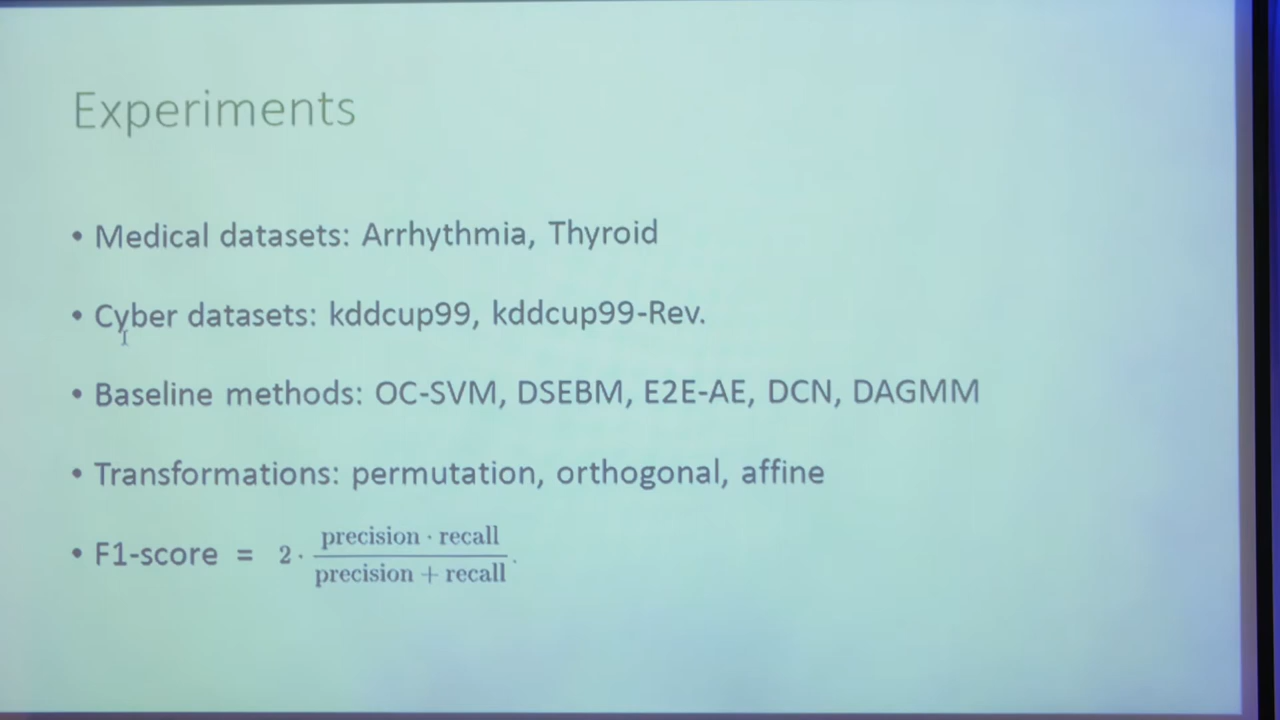 Experiments
• Medical datasets: Arrhythmia, Thyroid
• Cyber datasets: kddcup99, kddcup99-Rev.
• Baseline methods: OC-SVM, DSEBM, E2E-AE, DCN, DAGMM
• Transformations: permutation, orthogonal, affine
• F1-score = 2 · precision · recall / precision + recall .